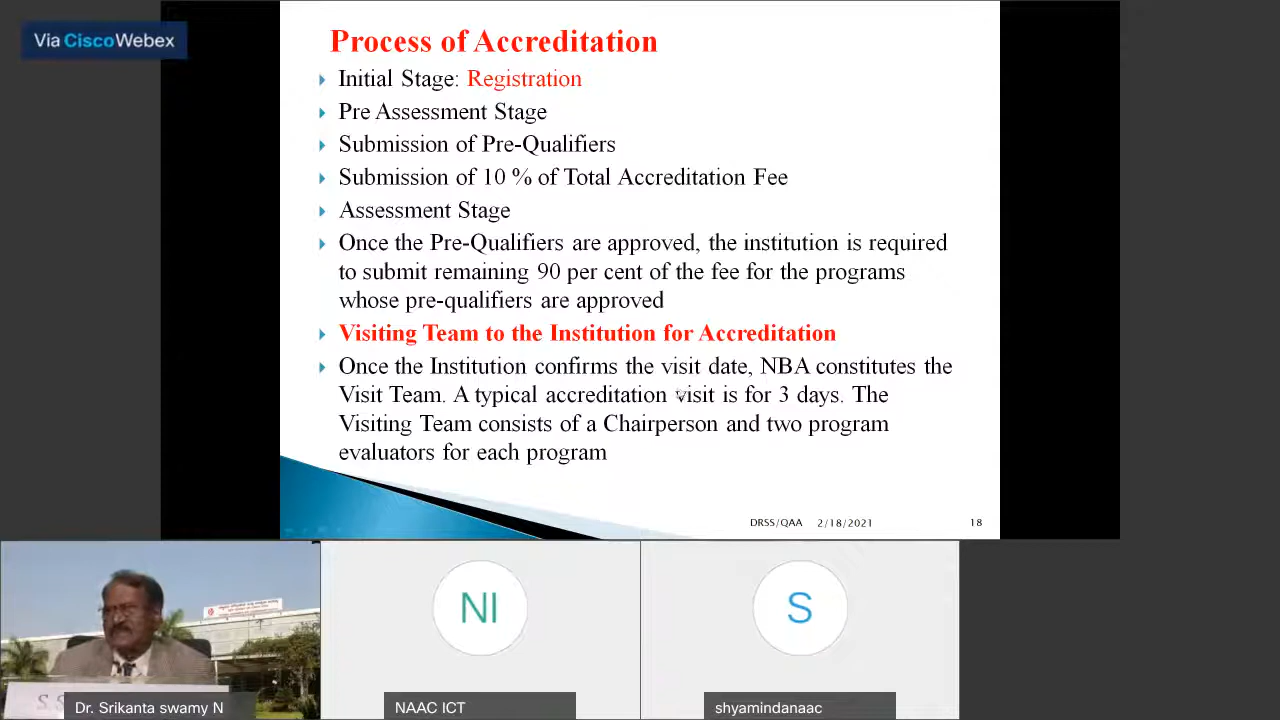 Via Cisco Webex
Process of Accreditation
Initial Stage: Registration
Pre Assessment Stage
Submission of Pre-Qualifiers
Submission of 10 % of Total Accreditation Fee
Assessment Stage
Once the Pre-Qualifiers are approved, the institution is required
to submit remaining 90 per cent of the fee for the programs
whose pre-qualifiers are approved
Visiting Team to the Institution for Accreditation
Once the Institution confirms the visit date, NBA constitutes the
Visit Team. A typical accreditation visit is for 3 days. The
Visiting Team consists of a Chairperson and two program
evaluators for each program
DRSS/QAA 2/18/2021 18
NI
S
Dr. Srikanta swamy N
NAAC ICT
shyamindanaac